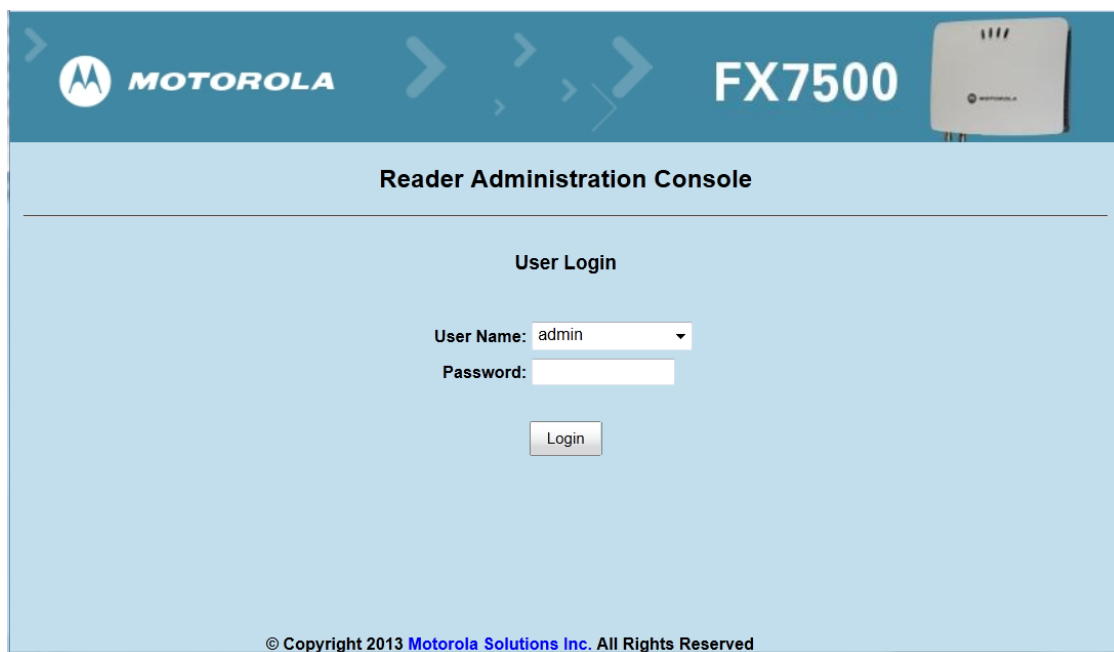 MOTOROLA
FX7500
MOTOROLA
Reader Administration Console
User Login
User Name: admin
Password:
Login
© Copyright 2013 Motorola Solutions Inc. All Rights Reserved